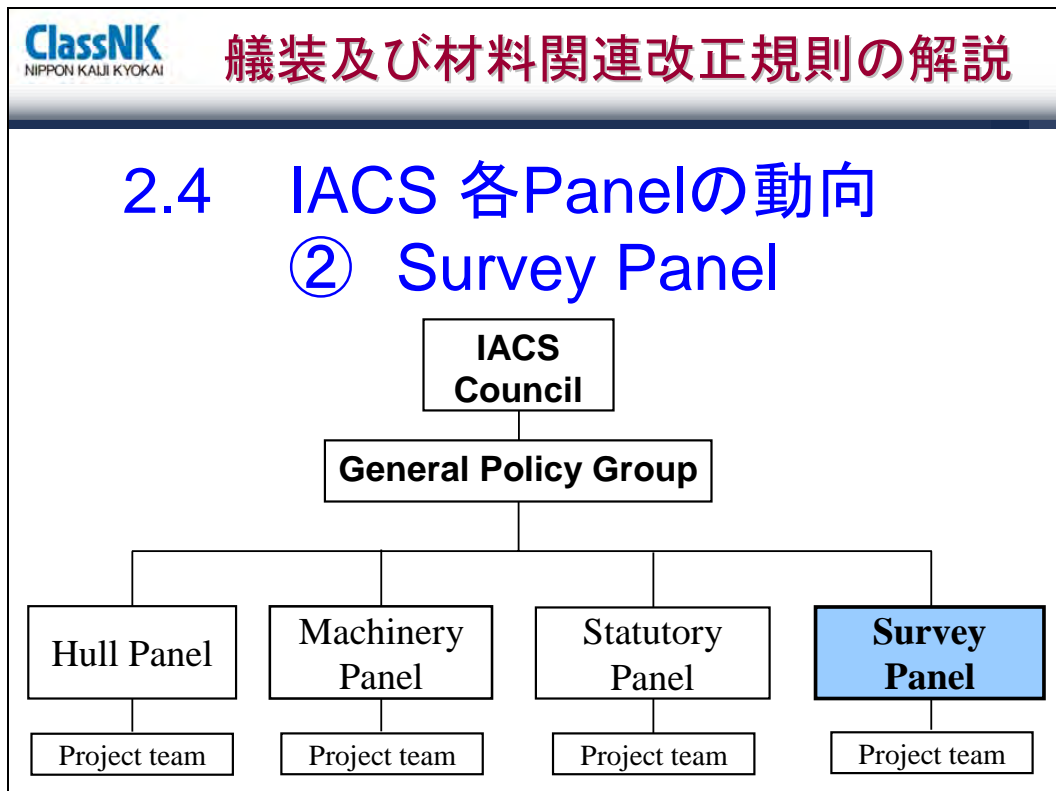 ClassNK
NIPPON KAIJI KYOKAI
艤装及び材料関連改正規則の解説
2.4 IACS 各Panelの動向
② Survey Panel
IACS
Council
General Policy Group
Hull Panel
Machinery
Panel
Statutory
Panel
Survey
Panel
Project team
Project team
Project team
Project team